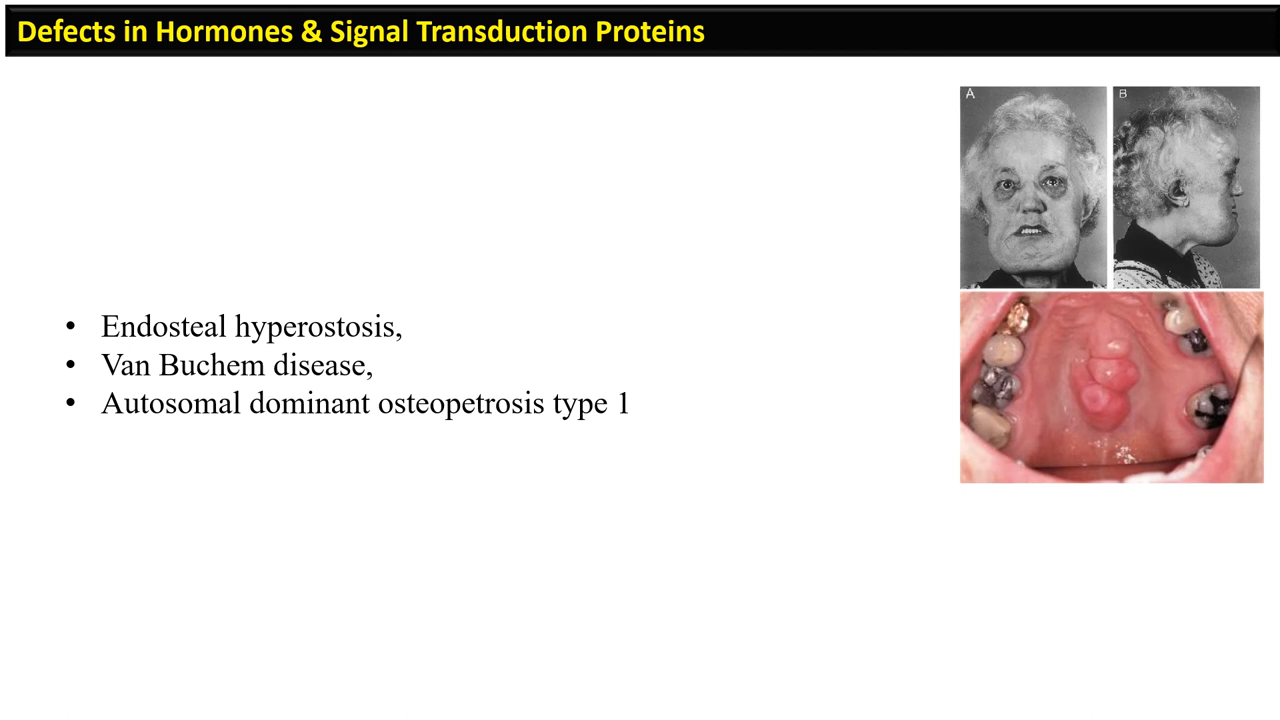 Defects in Hormones & Signal Transduction Proteins
A B
• Endosteal hyperostosis,
• Van Buchem disease,
• Autosomal dominant osteopetrosis type 1